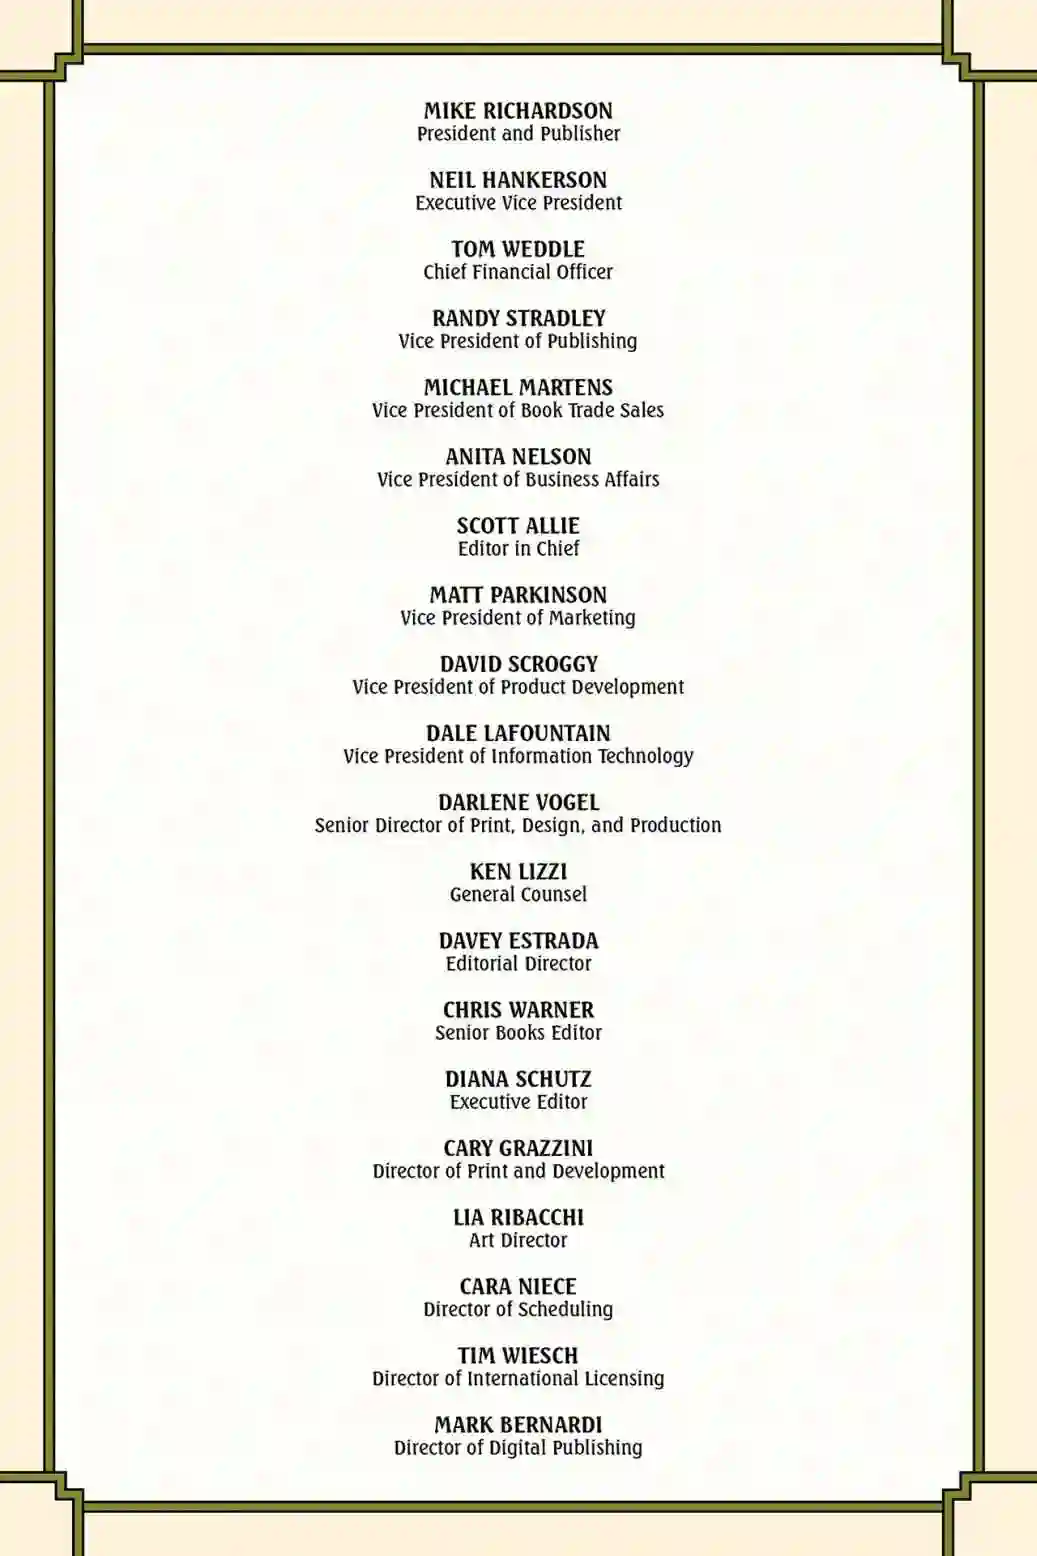 MIKE RICHARDSON
President and Publisher
NEIL HANKERSON
Executive Vice President
TOM WEDDLE
Chief Financial Officer
RANDY STRADLEY
Vice President of Publishing
MICHAEL MARTENS
Vice President of Book Trade Sales
ANITA NELSON
Vice President of Business Affairs
SCOTT ALLIE
Editor in Chief
MATT PARKINSON
Vice President of Marketing
DAVID SCROGGY
Vice President of Product Development
DALE LAFOUNTAIN
Vice President of Information Technology
DARLENE VOGEL
Senior Director of Print, Design, and Production
KEN LIZZI
General Counsel
DAVEY ESTRADA
Editorial Director
CHRIS WARNER
Senior Books Editor
DIANA SCHUTZ
Executive Editor
CARY GRAZZINI
Director of Print and Development
LIA RIBACCHI
Art Director
CARA NIECE
Director of Scheduling
TIM WIESCH
Director of International Licensing
MARK BERNARDI
Director of Digital Publishing